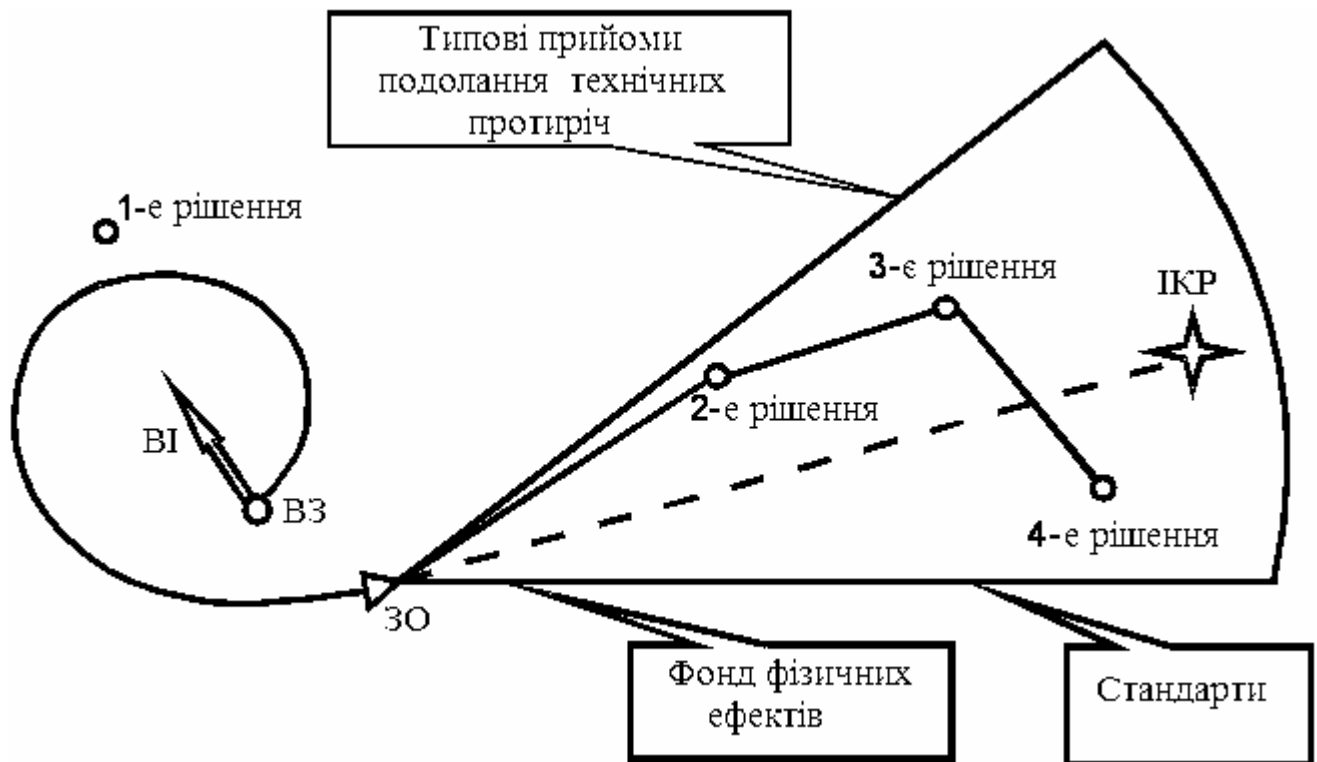 Типові прийоми
подолання технічних
протиріч
1-е рішення
3-є рішення
ІКР
2-е рішення
ВІ
ВЗ
4-е рішення
ЗО
Фонд фізичних
ефектів
Стандарти